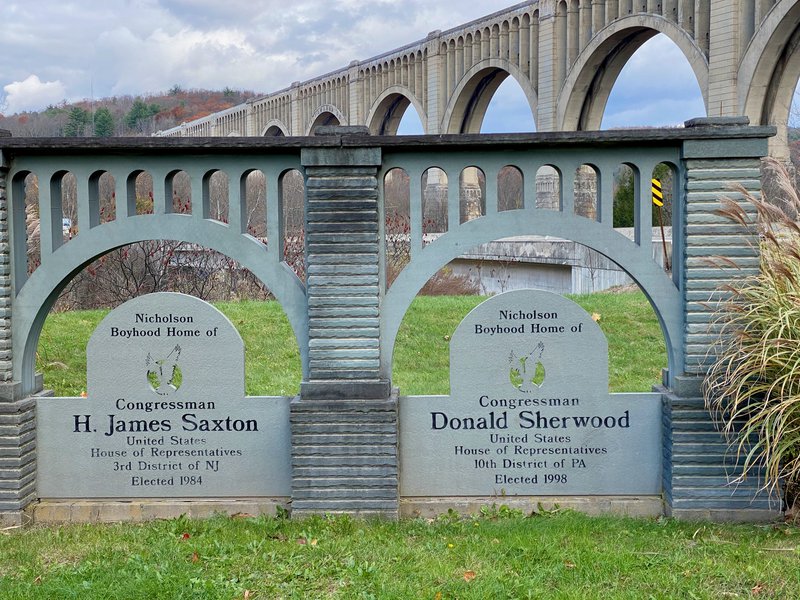 Nicholson
Boyhood Home of
Congressman
H. James Saxton
United States
House of Representatives
3rd District of NJ
Elected 1984
Nicholson
Boyhood Home of
Congressman
Donald Sherwood
United States
House of Representatives
10th District of PA
Elected 1998